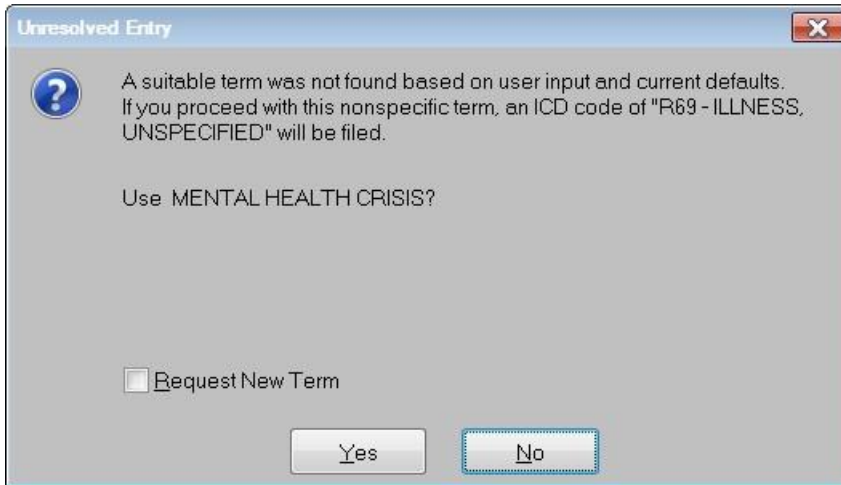 Unresolved Entry
A suitable term was not found based on user input and current defaults.
If you proceed with this nonspecific term, an ICD code of "R69 - ILLNESS,
UNSPECIFIED" will be filed.
Use MENTAL HEALTH CRISIS?
Request New Term
Yes No